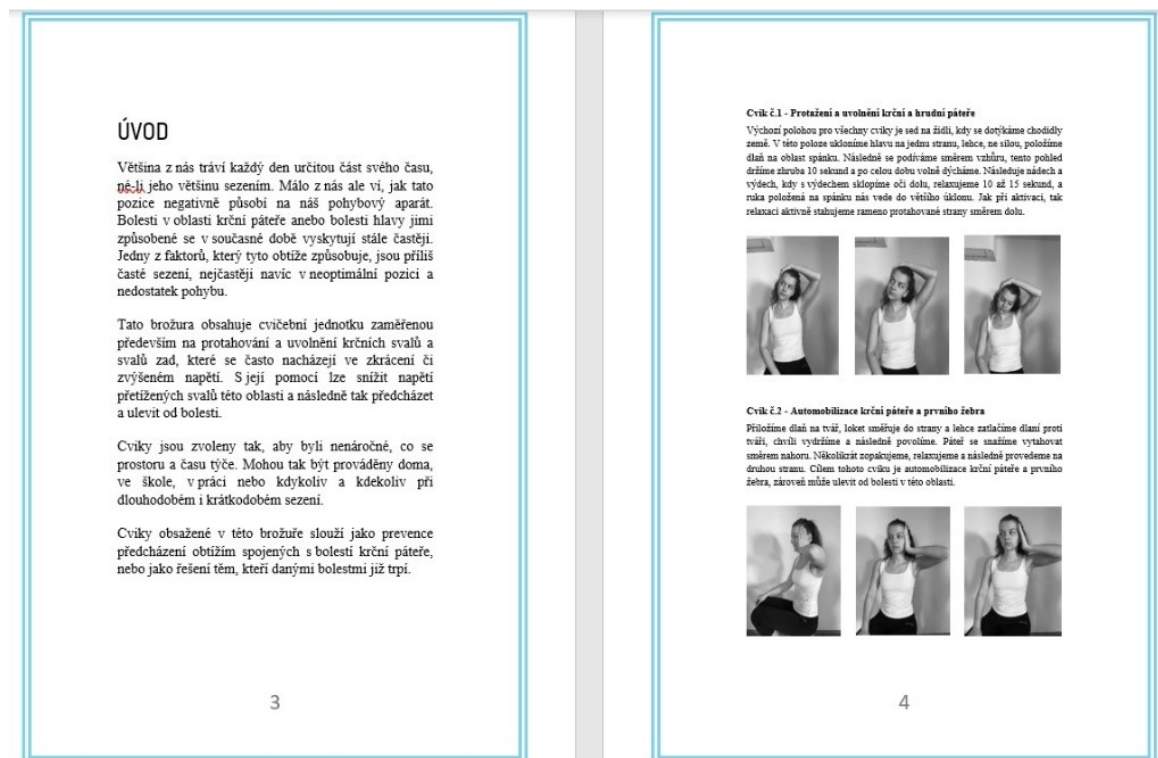 ÚVOD
Většina z nás tráví každý den určitou část svého času,
né-li jeho většinu sezením. Málo z nás ale ví, jak tato
pozice negativně působí na náš pohybový aparát.
Bolesti v oblasti krční páteře anebo bolesti hlavy jimi
způsobené se v současné době vyskytují stále častěji.
Jedny z faktorů, který tyto obtíže způsobuje, jsou příliš
časté sezení, nejčastěji navíc v neoptimální pozici a
nedostatek pohybu.
Tato brožura obsahuje cvičební jednotku zaměřenou
především na protahování a uvolnění krčních svalů a
svalů zad, které se často nacházejí ve zkrácení či
zvýšeném napětí. S její pomocí lze snížit napětí
přetížených svalů této oblasti a následně tak předcházet
a ulevit od bolesti.
Cviky jsou zvoleny tak, aby byli nenáročné, co se
prostoru a času týče. Mohou tak být prováděny doma,
ve škole, v práci nebo kdykoliv a kdekoliv při
dlouhodobém i krátkodobém sezení.
Cviky obsažené v této brožuře slouží jako prevence
předcházení obtížím spojených s bolestí krční páteře,
nebo jako řešení těm, kteří danými bolestmi již trpí.
3
Cvik č.1 - Protažení a uvolnění krční a hrudní páteře
Výchozí polohou pro všechny cviky je sed na židli, kdy se dotýkáme chodidly
země. V této poloze ukloníme hlavu na jednu stranu, lehce, ne silou, položíme
dlaň na oblast spánku. Následně se podíváme směrem vzhůru, tento pohled
držíme zhruba 10 sekund a po celou dobu volně dýcháme. Následuje nádech a
výdech, kdy s výdechem sklopíme oči dolu, relaxujeme 10 až 15 sekund, a
ruka položená na spánku nás vede do většího úklonu. Jak při aktivaci, tak
relaxaci aktivně stahujeme rameno protahované strany směrem dolu.
Cvik č.2 - Automobilizace krční páteře a prvního žebra
Přiložíme dlaň na tvář, loket směřuje do strany a lehce zatlačíme dlaní proti
tváři, chvíli vydržíme a následně povolíme. Páteř se snažíme vytahovat
směrem nahoru. Několikrát zopakujeme, relaxujeme a následně provedeme na
druhou stranu. Cílem tohoto cviku je automobilizace krční páteře a prvního
žebra, zároveň může ulevit od bolesti v této oblasti.
4